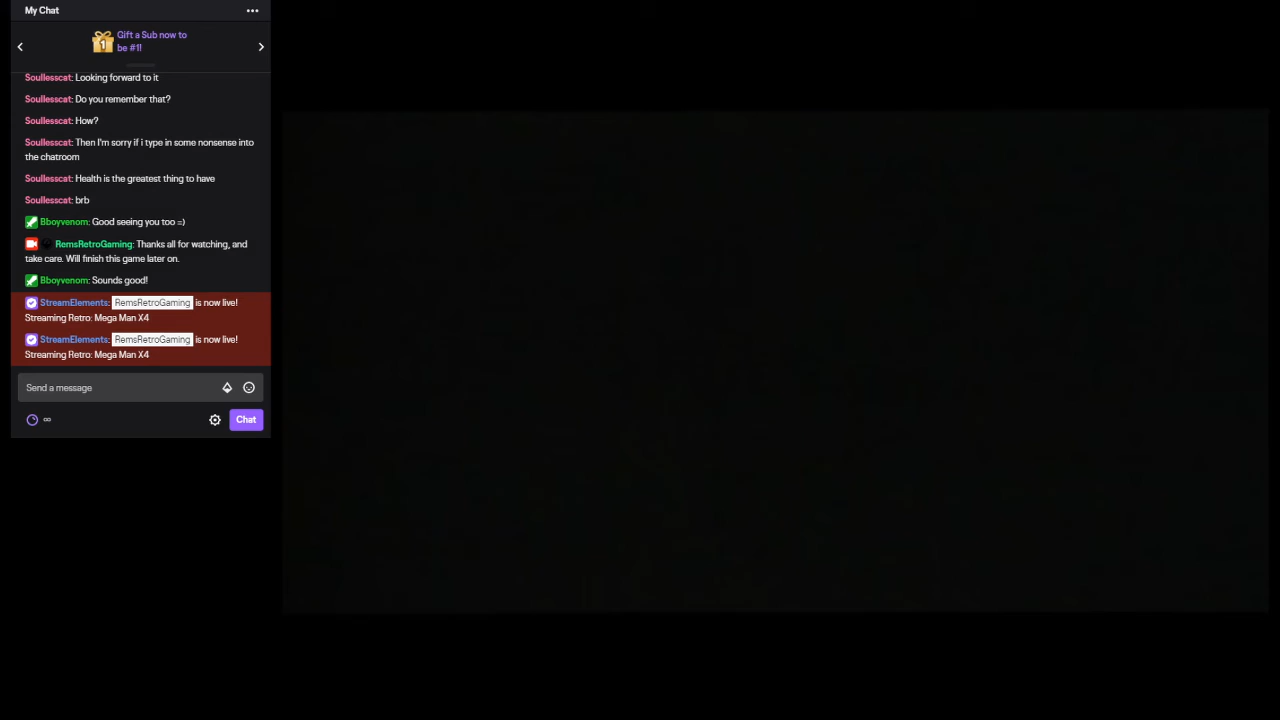 My Chat
Gift a Sub now to
be #1!
1
Soullesscat: Looking forward to it
Soullesscat: Do you remember that?
Soullesscat: How?
Soullesscat: Then I'm sorry if i type in some nonsense into
the chatroom
Soullesscat: Health is the greatest thing to have
Soullesscat: brb
Bboyvenom: Good seeing you too =)
RemsRetroGaming: Thanks all for watching, and
take care. Will finish this game later on.
Bboyvenom: Sounds good!
StreamElements: RemsRetroGaming is now live!
Streaming Retro: Mega Man X4
StreamElements: RemsRetroGaming is now live!
Streaming Retro: Mega Man X4
Send a message
∞
Chat